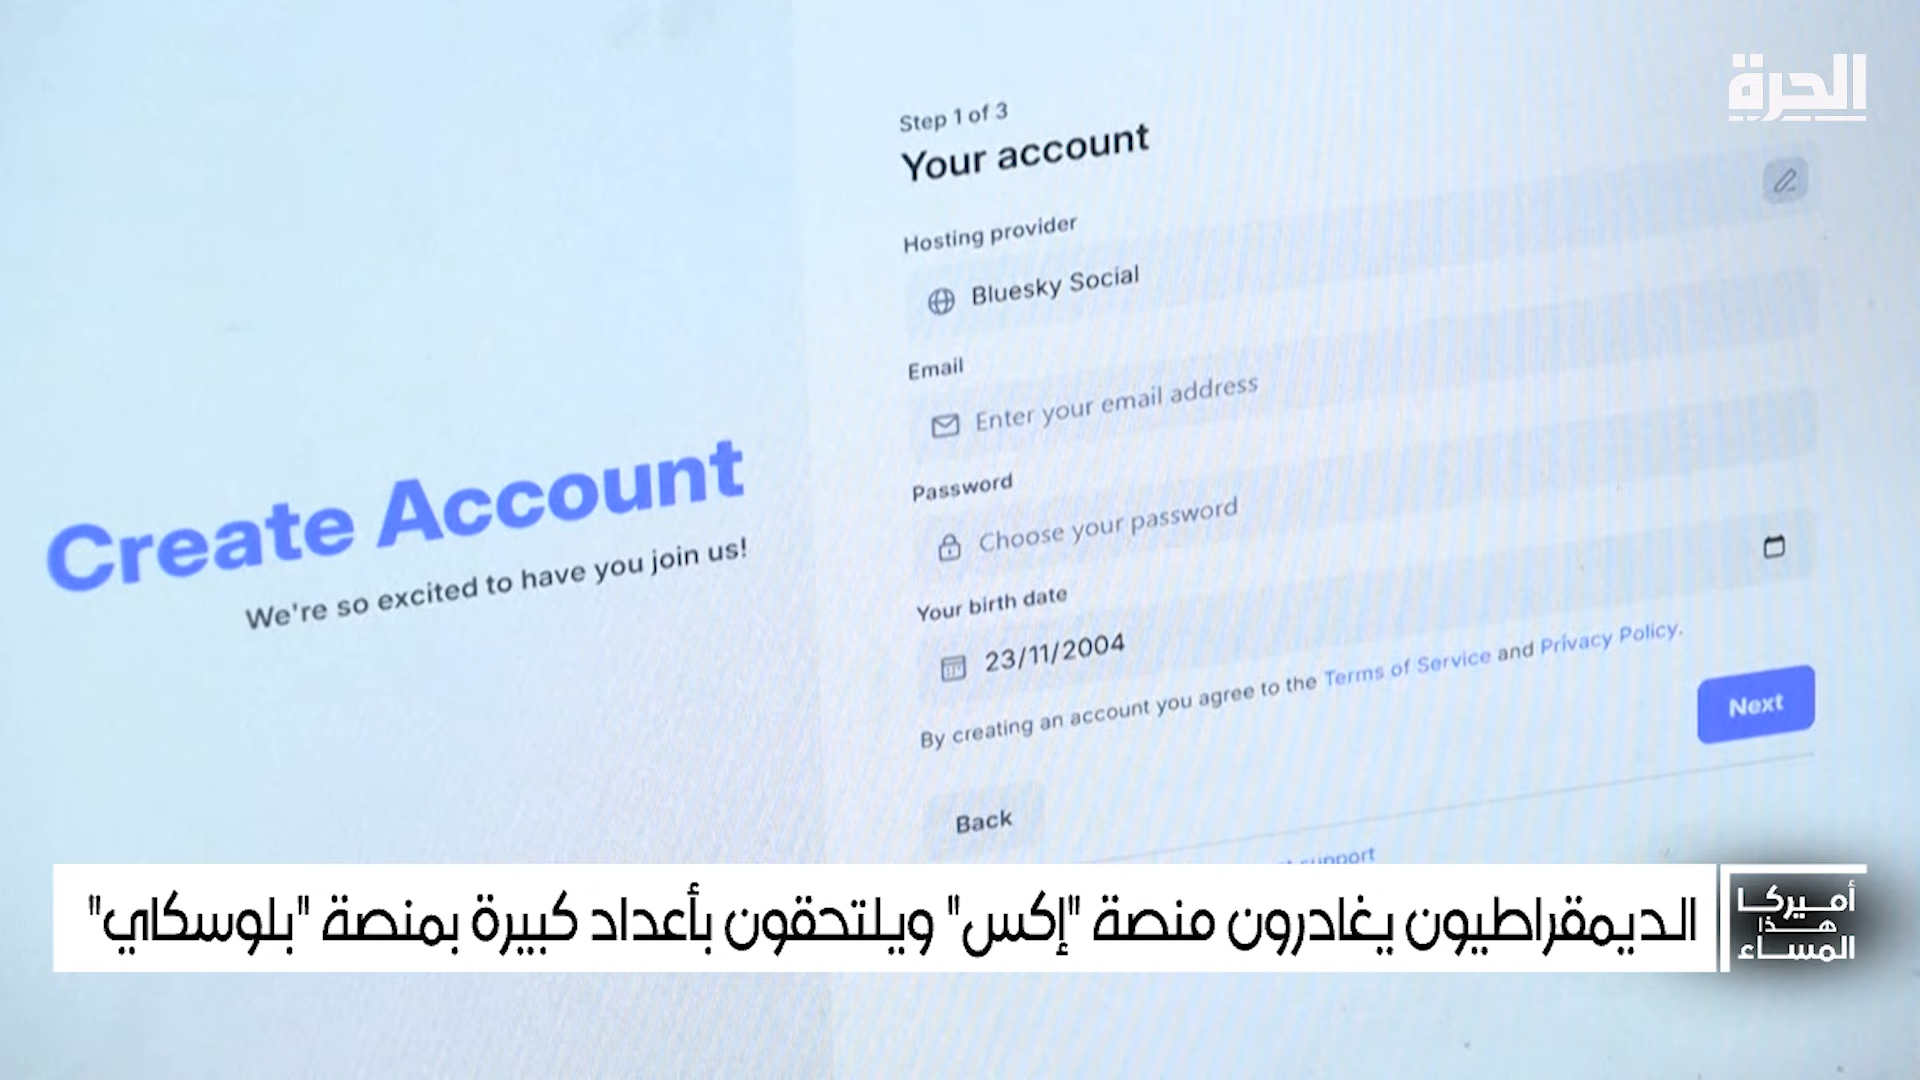 الحرة
Step 1 of 3
Your account
Hosting provider
Bluesky Social
Email
Enter your email address
Password
Choose your password
Your birth date
23/11/2004
By creating an account you agree to the Terms of Service and Privacy Policy.
Next
Back
support
Create Account
We're so excited to have you join us!
الديمقراطيون يغادرون منصة "إكس" ويلتحقون بأعداد كبيرة بمنصة "بلوسكاي"
أميركا
هذا
المساء